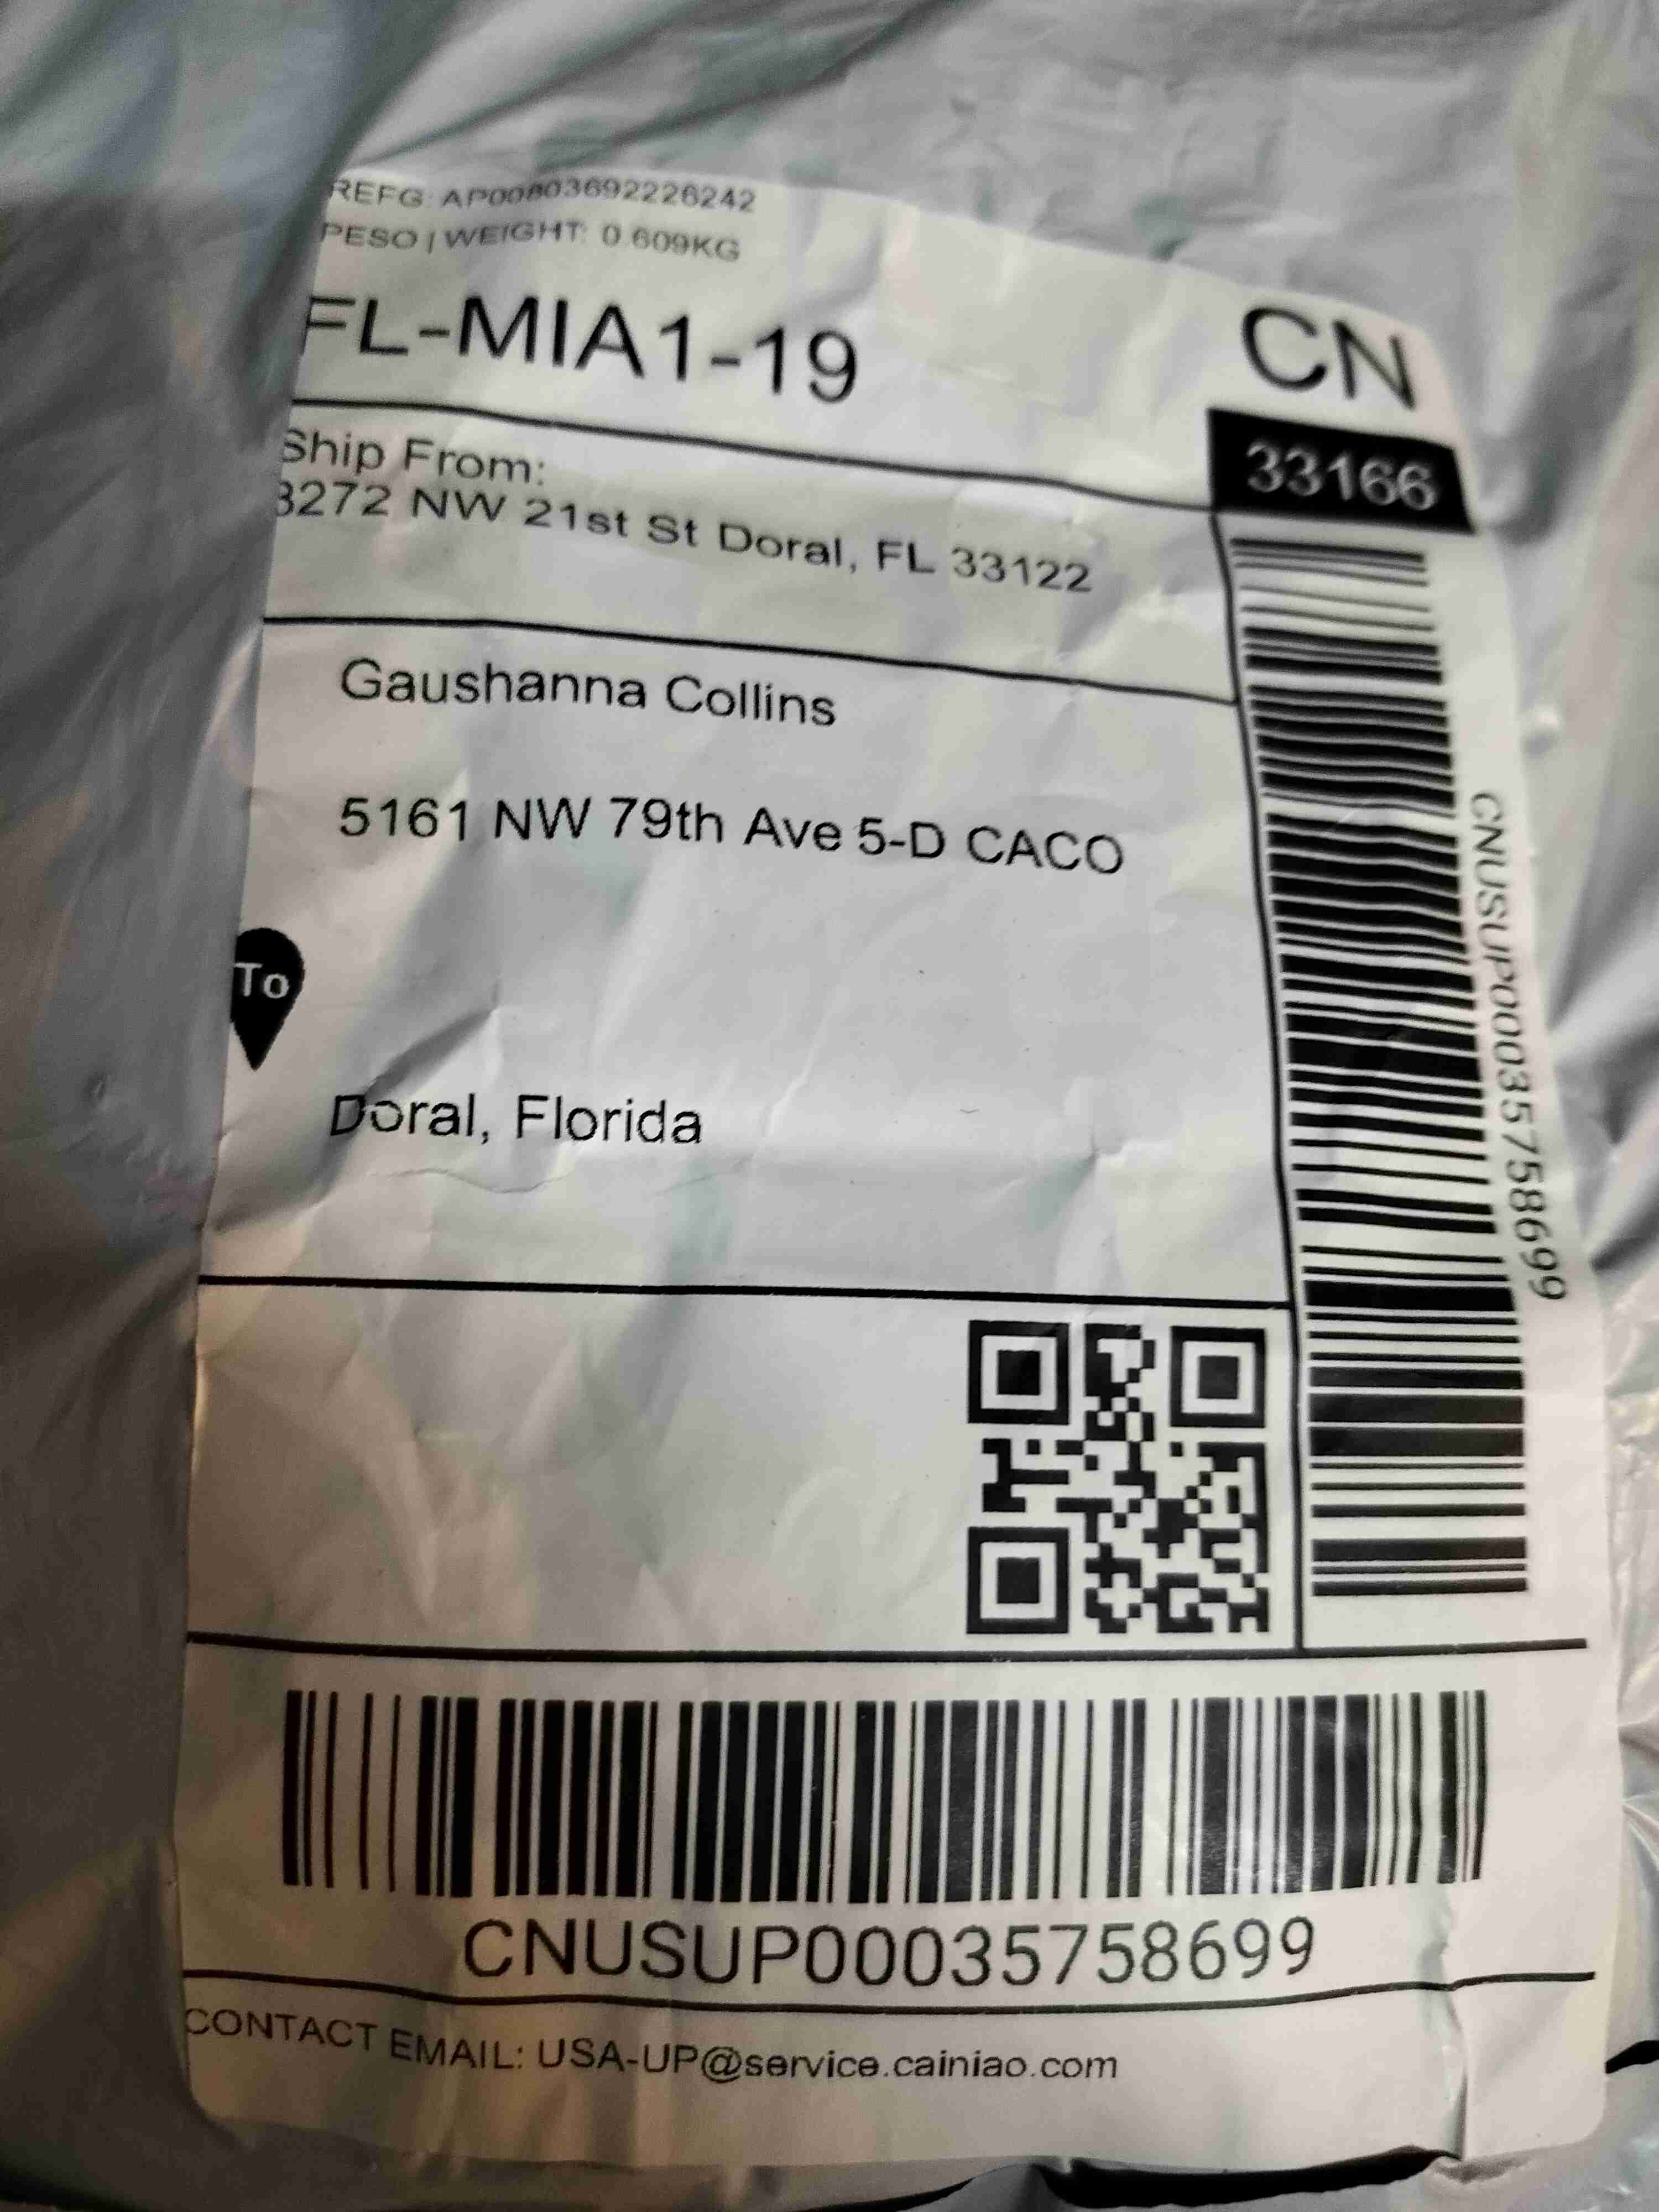 REFG: AP00803692226242
PESO | WEIGHT: 0.609KG
FL-MIA1-19
CN
33166
Ship From:
3272 NW 21st St Doral, FL 33122
Gaushanna Collins
5161 NW 79th Ave 5-D CACO
To
Doral, Florida
CNUSUP00035758699
CNUSUP00035758699
CONTACT EMAIL: USA-UP@service.cainiao.com